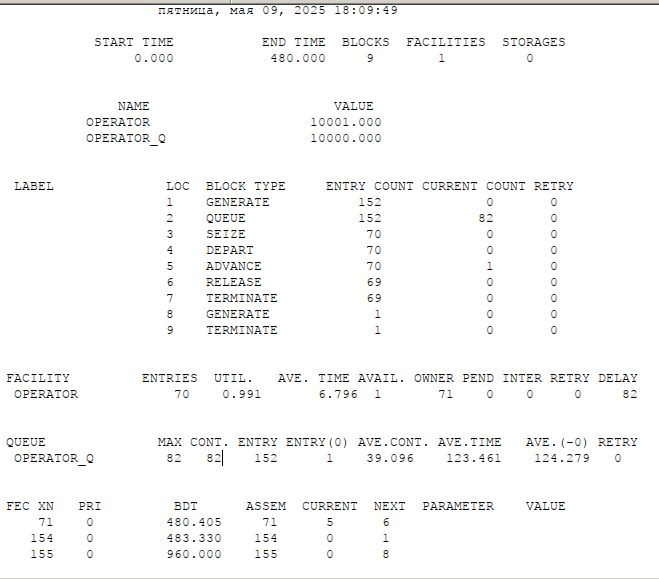 пятница, мая 09, 2025 18:09:49
START TIME END TIME BLOCKS FACILITIES STORAGES
0.000 480.000 9 1 0
NAME VALUE
OPERATOR 10001.000
OPERATOR_Q 10000.000
LABEL LOC BLOCK TYPE ENTRY COUNT CURRENT COUNT RETRY
1 GENERATE 152 0 0
2 QUEUE 152 82 0
3 SEIZE 70 0 0
4 DEPART 70 0 0
5 ADVANCE 70 1 0
6 RELEASE 69 0 0
7 TERMINATE 69 0 0
8 GENERATE 1 0 0
9 TERMINATE 1 0 0
FACILITY ENTRIES UTIL. AVE. TIME AVAIL. OWNER PEND INTER RETRY DELAY
OPERATOR 70 0.991 6.796 1 71 0 0 0 82
QUEUE MAX CONT. ENTRY ENTRY(0) AVE.CONT. AVE.TIME AVE.(-0) RETRY
OPERATOR_Q 82 82 152 1 39.096 123.461 124.279 0
FEC XN PRI BDT ASSEM CURRENT NEXT PARAMETER VALUE
71 0 480.405 71 5 6
154 0 483.330 154 0 1
155 0 960.000 155 0 8